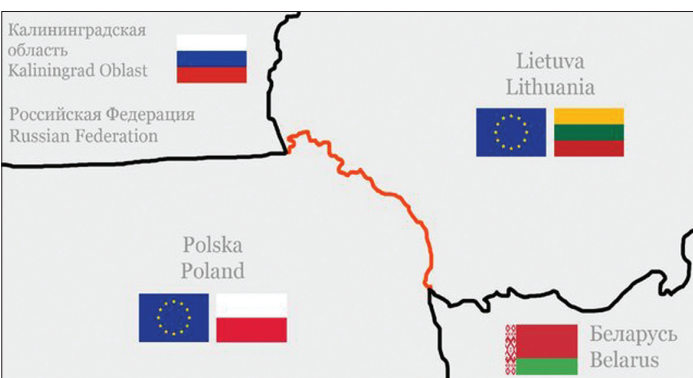 Калининградская
область
Kaliningrad Oblast
Российская Федерация
Russian Federation
Lietuva
Lithuania
Polska
Poland
Беларусь
Belarus